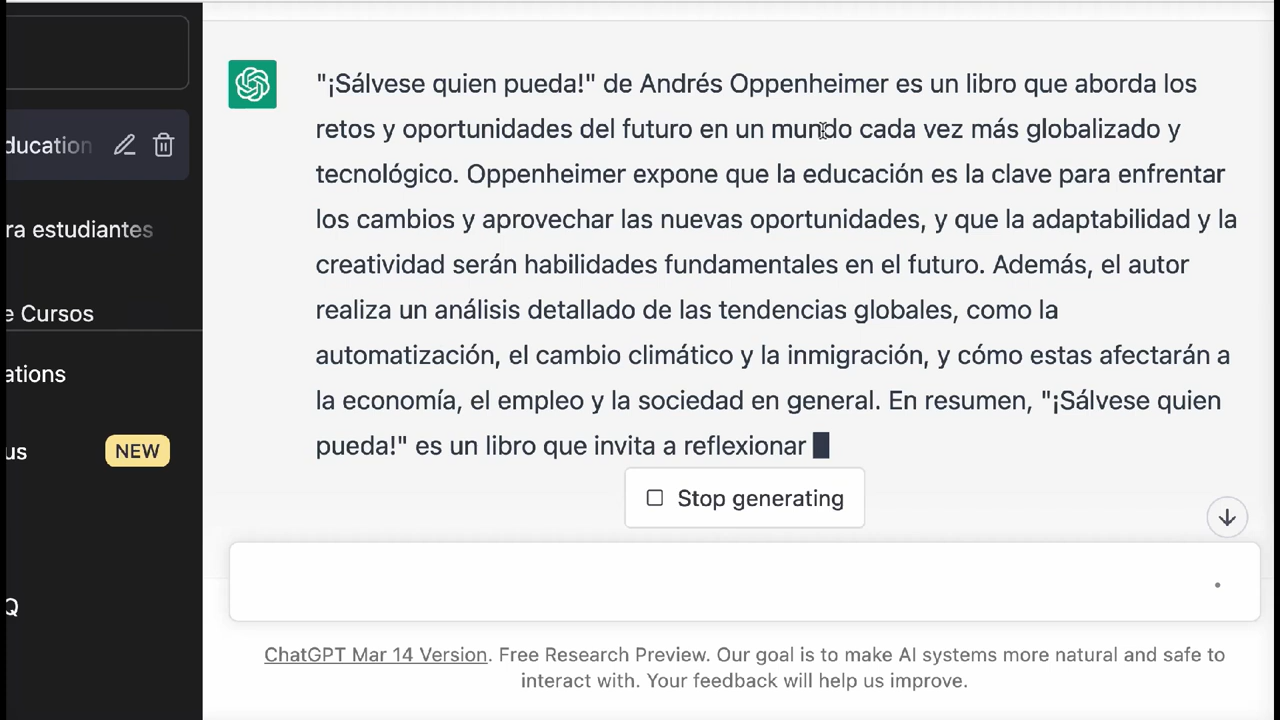 "¡Sálvese quien pueda!" de Andrés Oppenheimer es un libro que aborda los
retos y oportunidades del futuro en un mundo cada vez más globalizado y
tecnológico. Oppenheimer expone que la educación es la clave para enfrentar
los cambios y aprovechar las nuevas oportunidades, y que la adaptabilidad y la
creatividad serán habilidades fundamentales en el futuro. Además, el autor
realiza un análisis detallado de las tendencias globales, como la
automatización, el cambio climático y la inmigración, y cómo estas afectarán a
la economía, el empleo y la sociedad en general. En resumen, "¡Sálvese quien
pueda!" es un libro que invita a reflexionar
Stop generating
ducation
ra estudiantes
e Cursos
ations
us NEW
Q
ChatGPT Mar 14 Version. Free Research Preview. Our goal is to make AI systems more natural and safe to
interact with. Your feedback will help us improve.